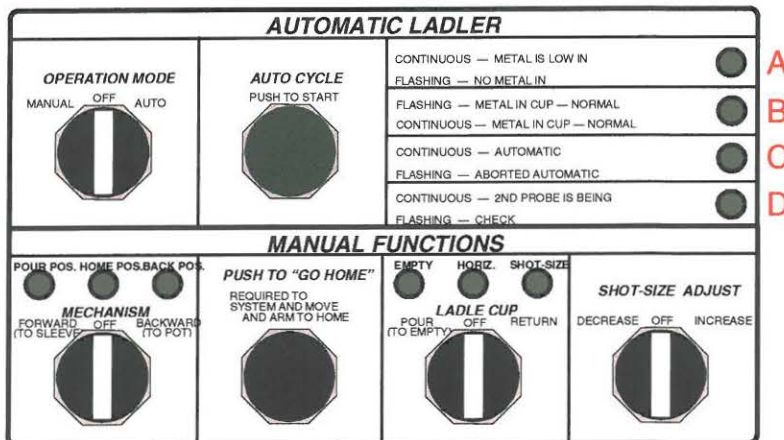 AUTOMATIC LADLER
OPERATION MODE
MANUAL OFF AUTO
AUTO CYCLE
PUSH TO START
CONTINUOUS — METAL IS LOW IN
FLASHING — NO METAL IN
A
FLASHING — METAL IN CUP — NORMAL
CONTINUOUS — METAL IN CUP — NORMAL
B
CONTINUOUS — AUTOMATIC
FLASHING — ABORTED AUTOMATIC
C
CONTINUOUS — 2ND PROBE IS BEING
FLASHING — CHECK
D
MANUAL FUNCTIONS
POUR POS. HOME POS. BACK POS.
MECHANISM
FORWARD OFF BACKWARD
(TO SLEEVE) (TO POT)
PUSH TO "GO HOME"
REQUIRED TO
SYSTEM AND MOVE
AND ARM TO HOME
EMPTY HORIZ. SHOT-SIZE
LADLE CUP
POUR OFF RETURN
(TO EMPTY)
SHOT-SIZE ADJUST
DECREASE OFF INCREASE